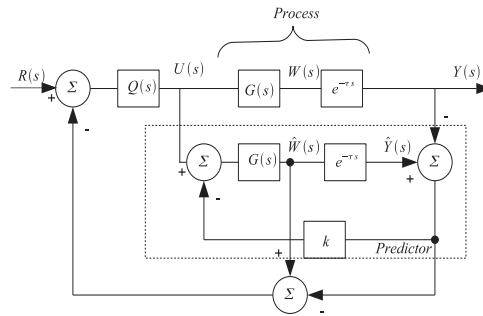 Process
R(s) + Σ - Q(s) U(s) G(s) W(s) e^{-τs} Y(s)
-
+ Σ - G(s) Ŵ(s) e^{-τs} Ŷ(s) + Σ
k
Predictor
+ Σ -